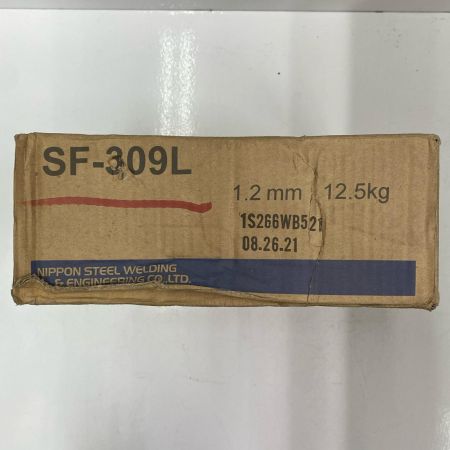 SF-309L
1.2 mm 12.5kg
1S266WB521
08.26.21
NIPPON STEEL WELDING
& ENGINEERING CO.,LTD.